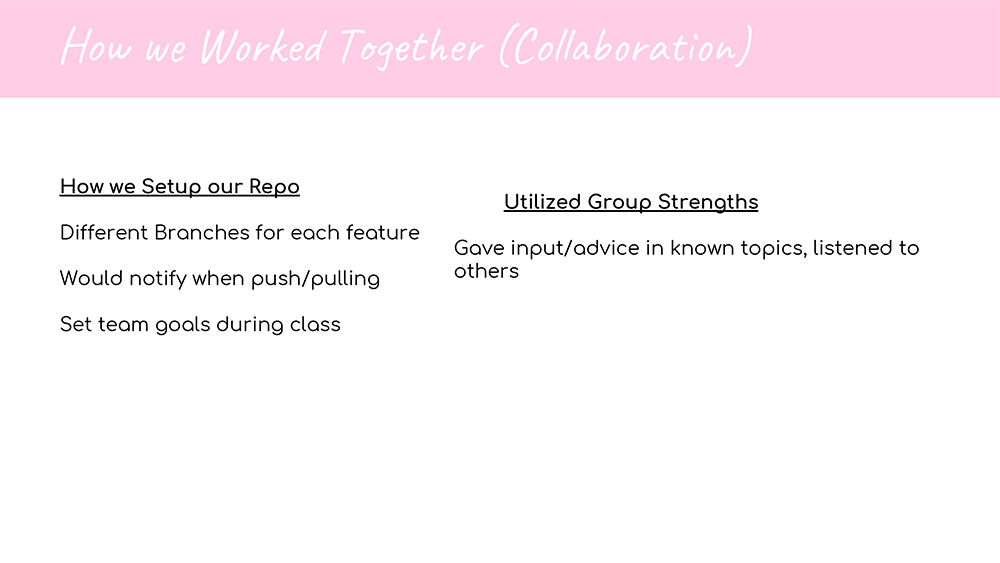 How we Worked Together (Collaboration)
How we Setup our Repo
Different Branches for each feature
Would notify when push/pulling
Set team goals during class
Utilized Group Strengths
Gave input/advice in known topics, listened to
others